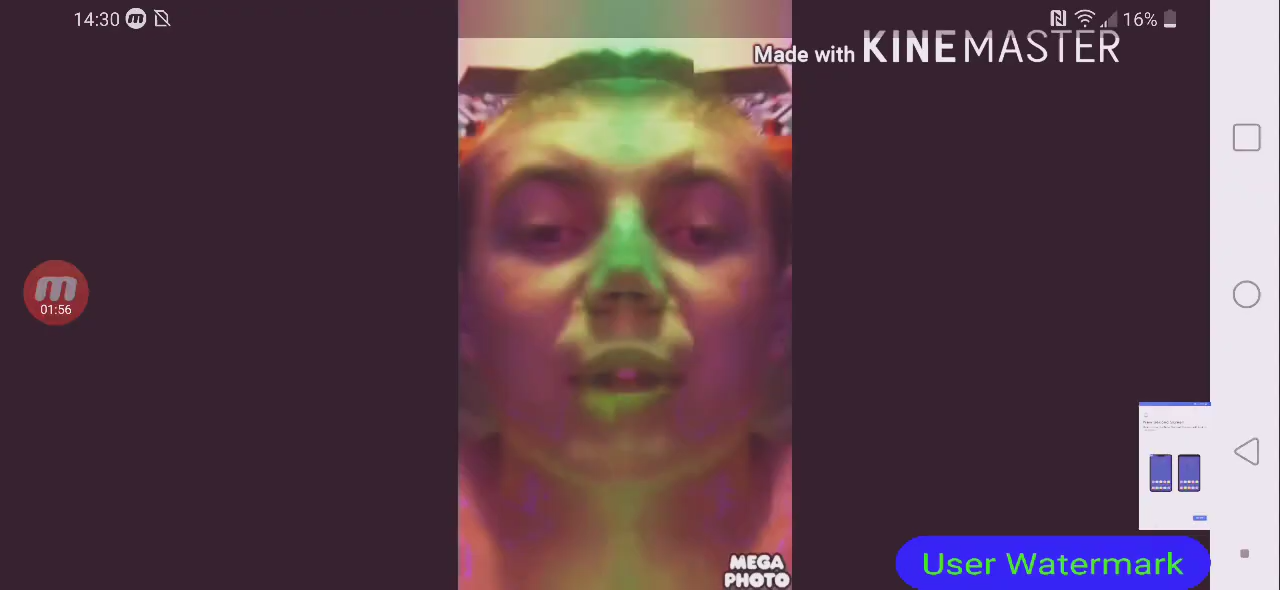 14:30
16%
Made with KINEMASTER
01:56
MEGA
PHOTO
User Watermark